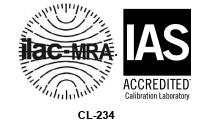 ilac-MRA
IAS
ACCREDITED
Calibration Laboratory
CL-234